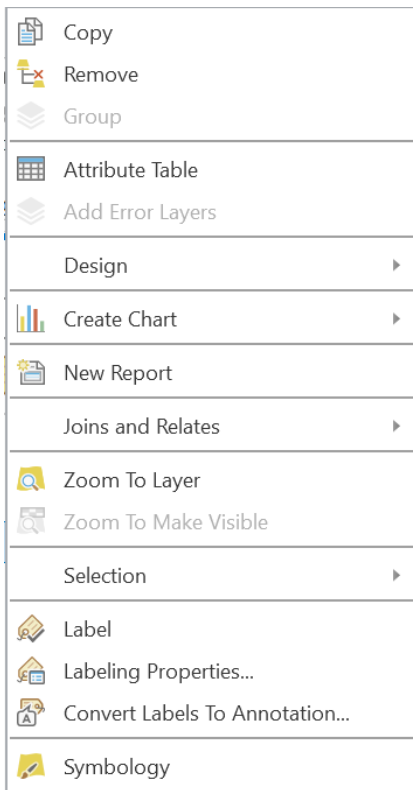 Copy
Remove
Group
Attribute Table
Add Error Layers
Design
Create Chart
New Report
Joins and Relates
Zoom To Layer
Zoom To Make Visible
Selection
Label
Labeling Properties...
Convert Labels To Annotation...
Symbology